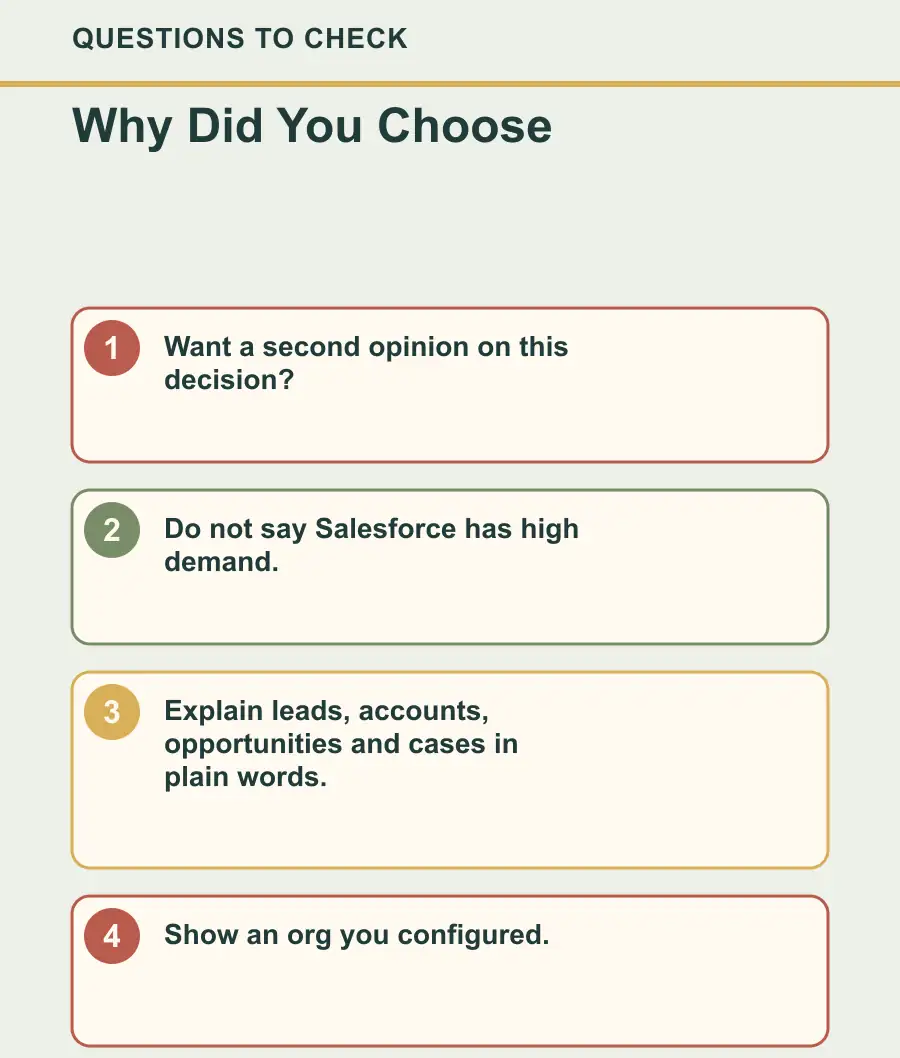 QUESTIONS TO CHECK
Why Did You Choose
1
Want a second opinion on this
decision?
2
Do not say Salesforce has high
demand.
3
Explain leads, accounts,
opportunities and cases in
plain words.
4
Show an org you configured.